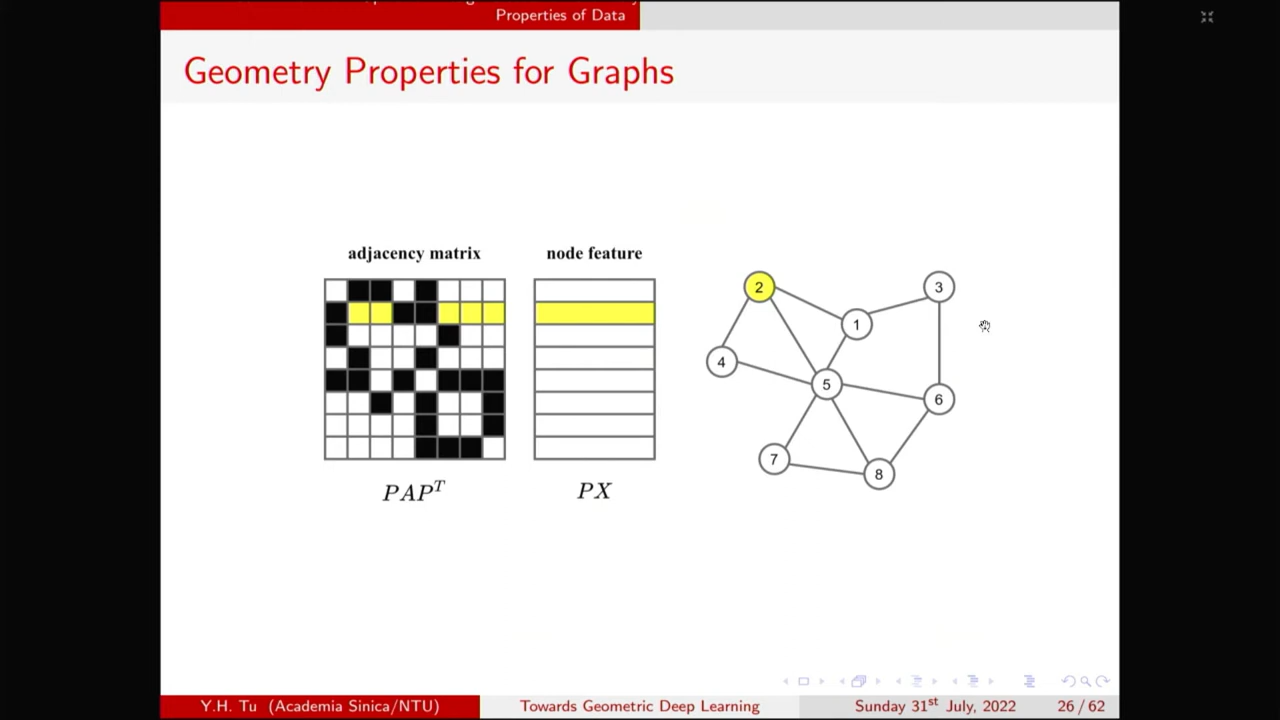 Properties of Data
Geometry Properties for Graphs
adjacency matrix
node feature
PAP^T
PX
2
3
1
4
5
6
7
8
Y.H. Tu (Academia Sinica/NTU)
Towards Geometric Deep Learning
Sunday 31st July, 2022
26 / 62